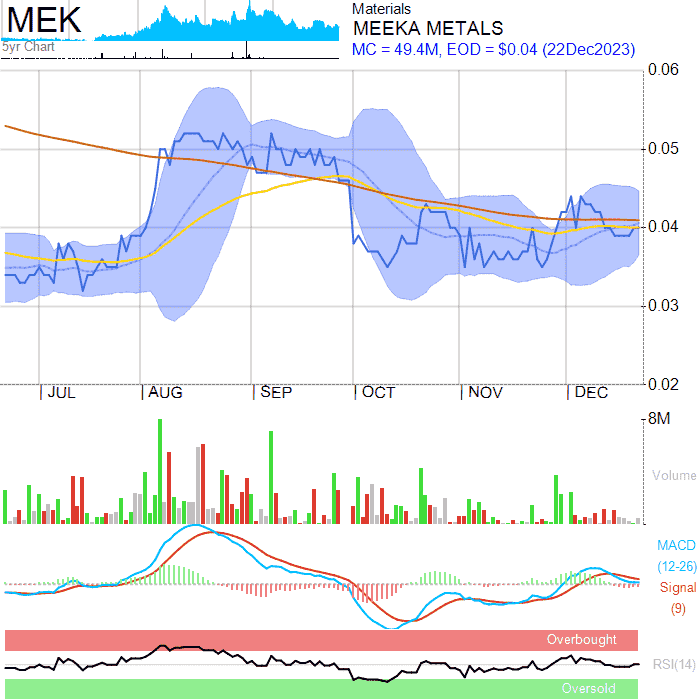 MEK
Materials
MEEKA METALS
5yr Chart
MC = 49.4M, EOD = $0.04 (22Dec2023)
0.06
0.05
0.04
0.03
0.02
JUL AUG SEP OCT NOV DEC
8M
Volume
MACD
(12-26)
Signal
(9)
Overbought
RSI(14)
Oversold